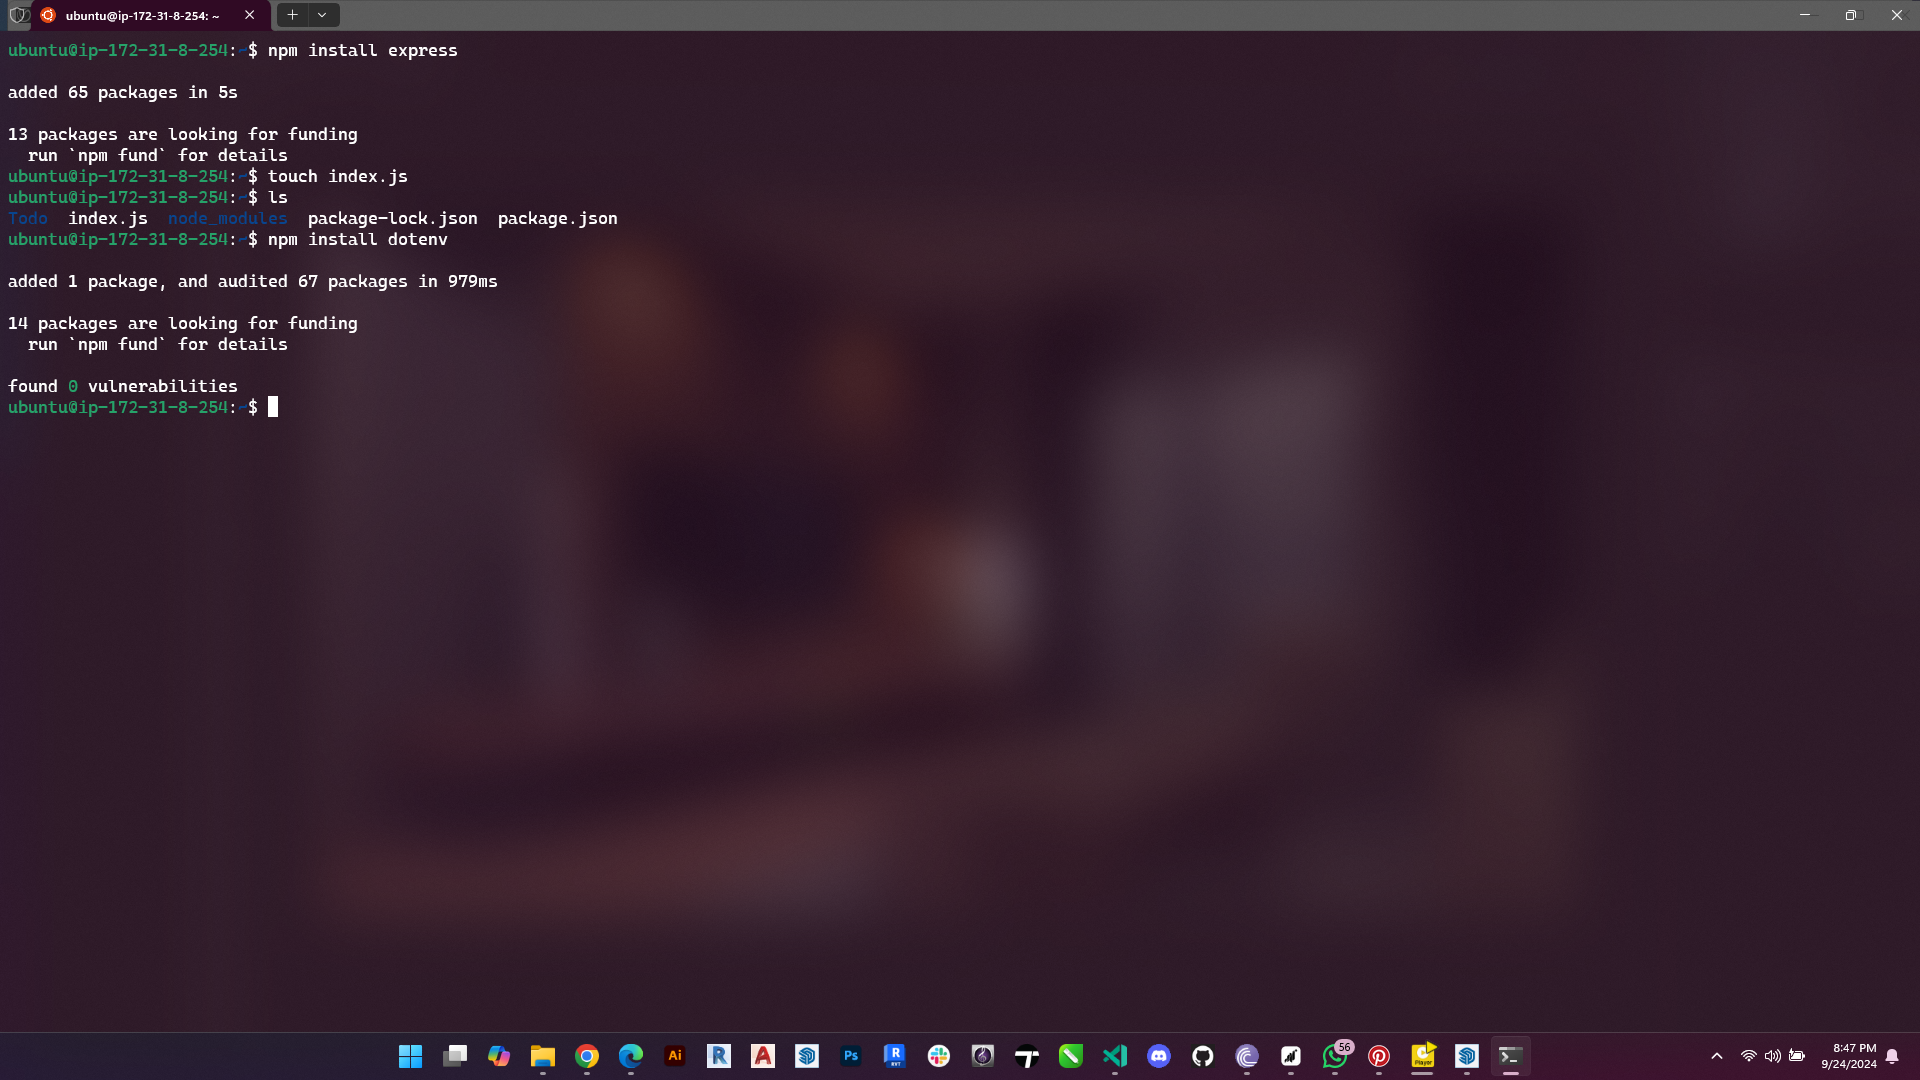 ubuntu@ip-172-31-8-254: ~
ubuntu@ip-172-31-8-254:~$ npm install express
added 65 packages in 5s
13 packages are looking for funding
run `npm fund` for details
ubuntu@ip-172-31-8-254:~$ touch index.js
ubuntu@ip-172-31-8-254:~$ ls
Todo index.js node_modules package-lock.json package.json
ubuntu@ip-172-31-8-254:~$ npm install dotenv
added 1 package, and audited 67 packages in 979ms
14 packages are looking for funding
run `npm fund` for details
found 0 vulnerabilities
ubuntu@ip-172-31-8-254:~$
Ai
R
A
Ps
R
RVT
56
Player
8:47 PM
9/24/2024